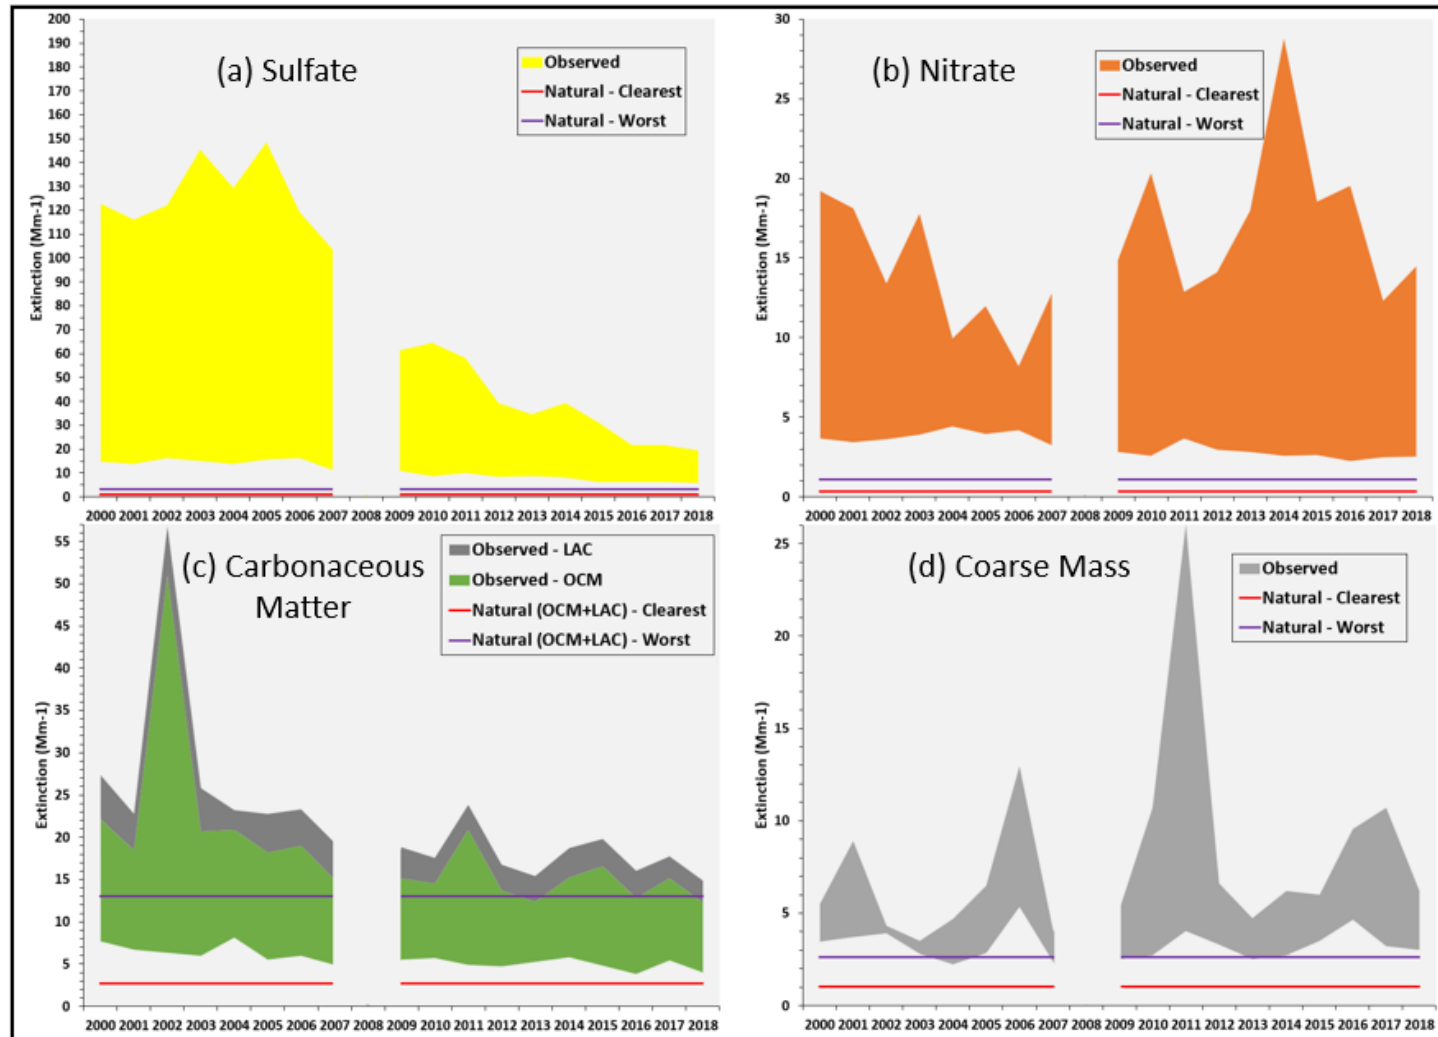 (a) Sulfate
Observed
Natural - Clearest
Natural - Worst
Extinction (Mm-1)
200
190
180
170
160
150
140
130
120
110
100
90
80
70
60
50
40
30
20
10
0
2000 2001 2002 2003 2004 2005 2006 2007 2008 2009 2010 2011 2012 2013 2014 2015 2016 2017 2018
(b) Nitrate
Observed
Natural - Clearest
Natural - Worst
Extinction (Mm-1)
30
25
20
15
10
5
0
2000 2001 2002 2003 2004 2005 2006 2007 2008 2009 2010 2011 2012 2013 2014 2015 2016 2017 2018
(c) Carbonaceous
Matter
Observed - LAC
Observed - OCM
Natural (OCM+LAC) - Clearest
Natural (OCM+LAC) - Worst
Extinction (Mm-1)
55
50
45
40
35
30
25
20
15
10
5
0
2000 2001 2002 2003 2004 2005 2006 2007 2008 2009 2010 2011 2012 2013 2014 2015 2016 2017 2018
(d) Coarse Mass
Observed
Natural - Clearest
Natural - Worst
Extinction (Mm-1)
25
20
15
10
5
0
2000 2001 2002 2003 2004 2005 2006 2007 2008 2009 2010 2011 2012 2013 2014 2015 2016 2017 2018